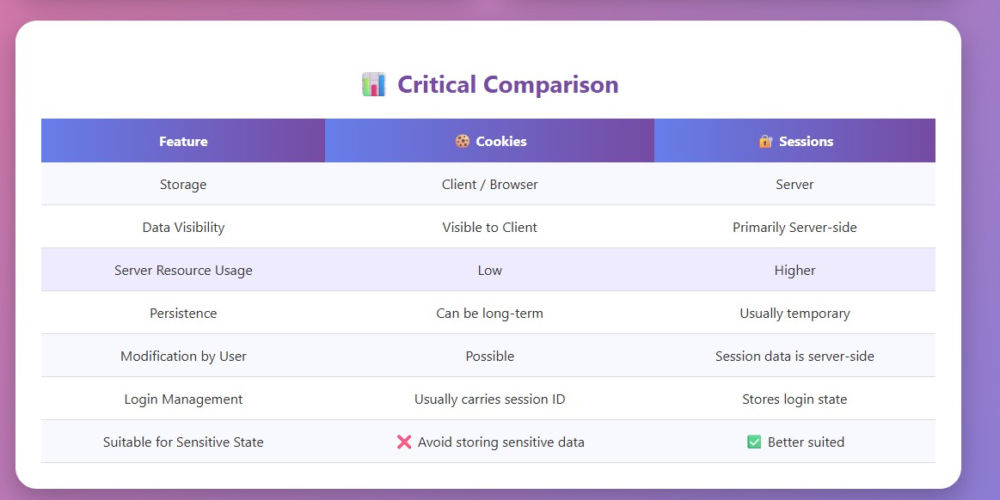 📊 Critical Comparison
Feature 🍪 Cookies 🔐 Sessions
Storage Client / Browser Server
Data Visibility Visible to Client Primarily Server-side
Server Resource Usage Low Higher
Persistence Can be long-term Usually temporary
Modification by User Possible Session data is server-side
Login Management Usually carries session ID Stores login state
Suitable for Sensitive State ❌ Avoid storing sensitive data ✅ Better suited